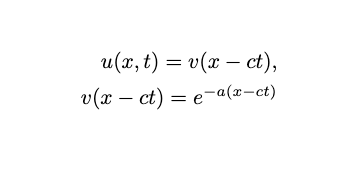 u(x, t) = v(x − ct),
v(x − ct) = e^{−a(x−ct)}